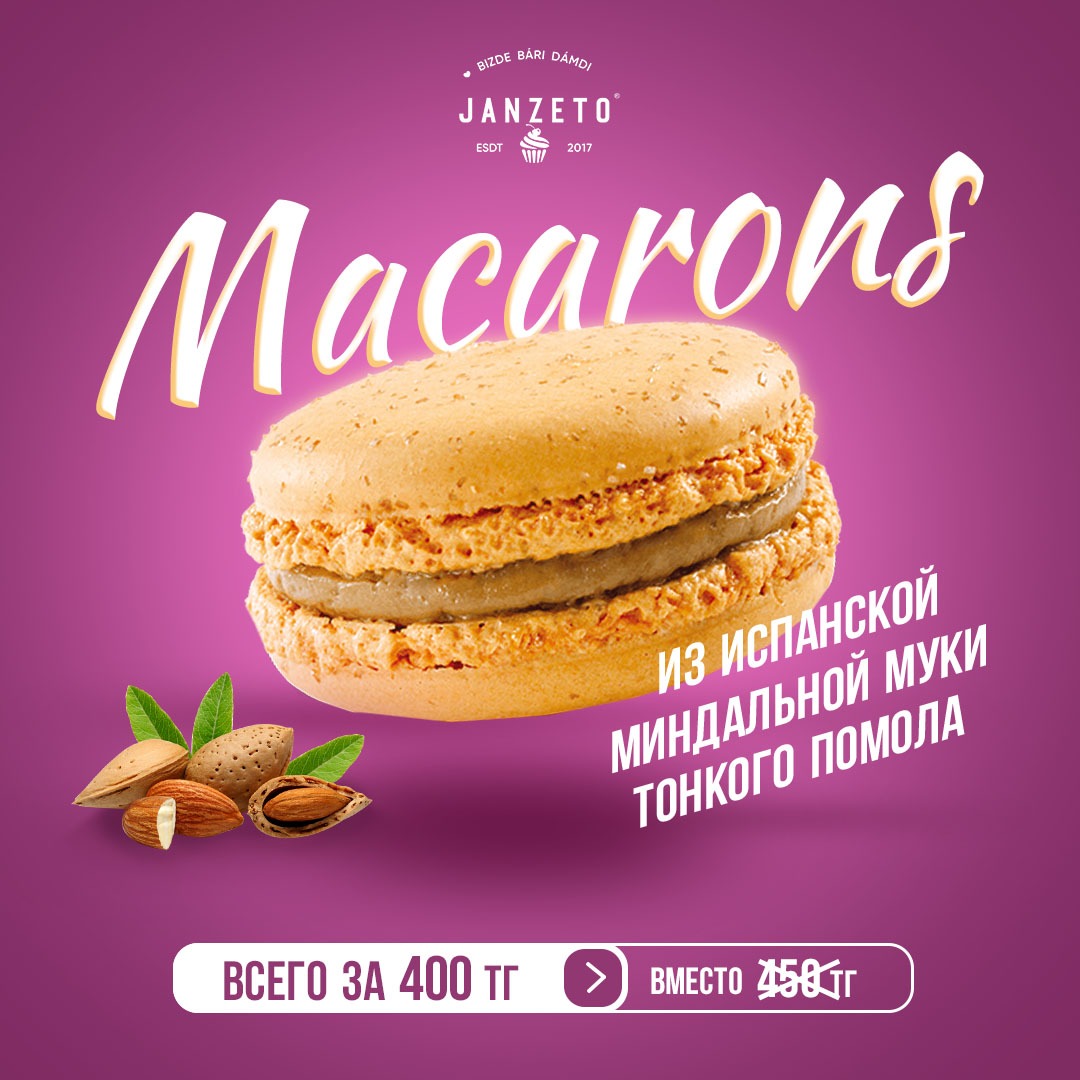 BIZDE BÁRI DÁMDI
JANZETO®
ESDT 2017
Macarons
ИЗ ИСПАНСКОЙ
МИНДАЛЬНОЙ МУКИ
ТОНКОГО ПОМОЛА
ВСЕГО ЗА 400 ТГ > ВМЕСТО 450 ТГ